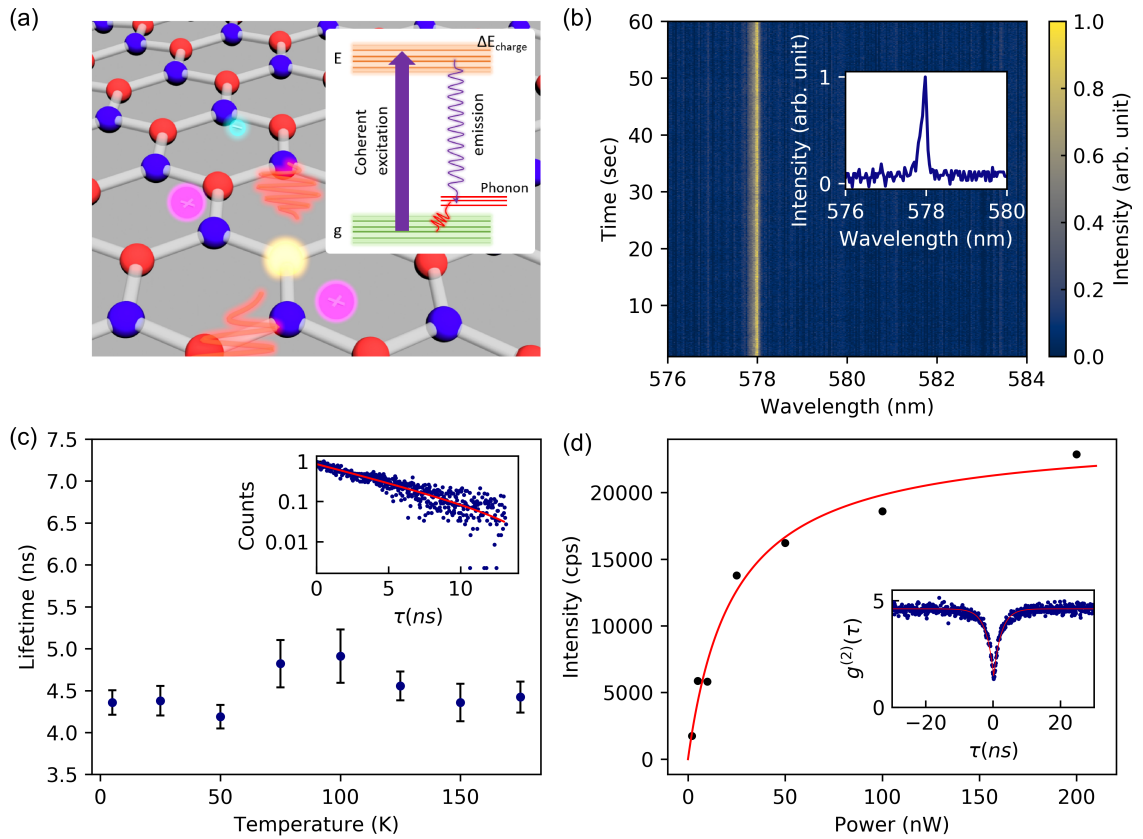 (a)
ΔE_charge
E
Coherent
excitation
emission
Phonon
g
+
+
−
(b)
60
50
40
30
20
10
Time (sec)
576
578
580
582
584
Wavelength (nm)
1
0
Intensity (arb. unit)
576
578
580
Wavelength (nm)
1.0
0.8
0.6
0.4
0.2
0.0
Intensity (arb. unit)
(c)
7.5
7.0
6.5
6.0
5.5
5.0
4.5
4.0
3.5
Lifetime (ns)
0
50
100
150
Temperature (K)
1
0.1
0.01
Counts
0
5
10
τ(ns)
(d)
20000
15000
10000
5000
0
Intensity (cps)
0
50
100
150
200
Power (nW)
5
0
g⁽²⁾(τ)
−20
0
20
τ(ns)